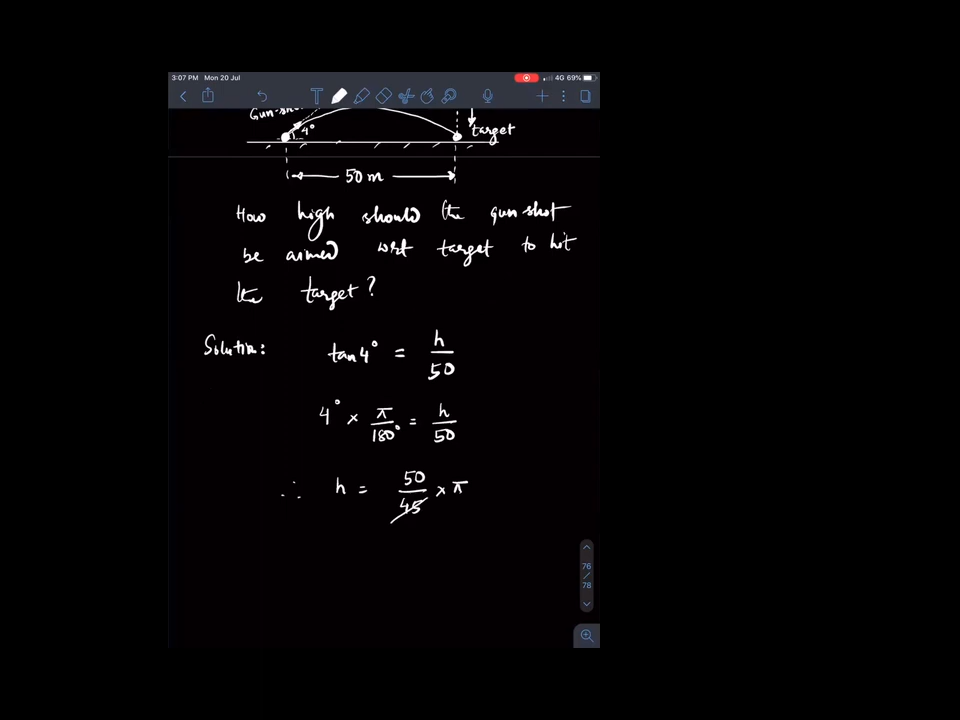 3:07 PM Mon 20 Jul
4G 69%
T
4°
target
50 m
How high should the gun shot
be aimed wrt target to hit
the target?
Solution: tan 4° = h/50
4° × π/180° = h/50
∴ h = 50/45 × π
76
/
78